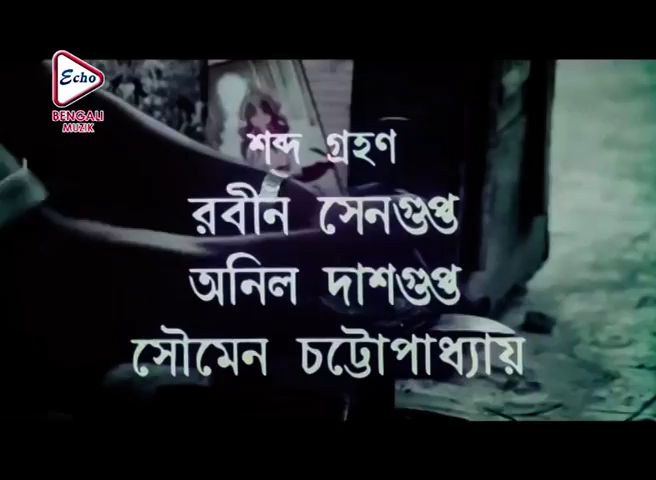 Echo
BENGALI
MUZIK
শব্দ গ্রহণ
রবীন সেনগুপ্ত
অনিল দাশগুপ্ত
সৌমেন চট্টোপাধ্যায়